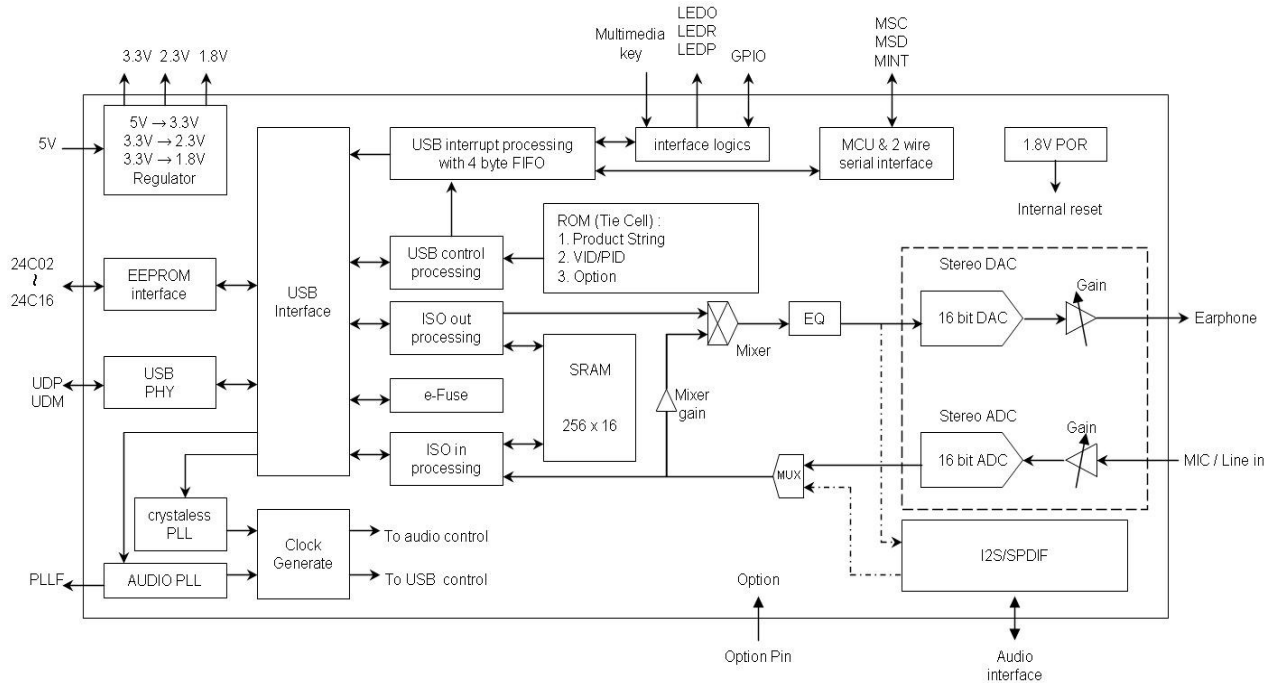 3.3V 2.3V 1.8V
Multimedia
key
LEDO
LEDR
LEDP
GPIO
MSC
MSD
MINT
5V
5V → 3.3V
3.3V → 2.3V
3.3V → 1.8V
Regulator
USB interrupt processing
with 4 byte FIFO
interface logics
MCU & 2 wire
serial interface
1.8V POR
Internal reset
24C02
~
24C16
EEPROM
interface
USB
Interface
USB control
processing
ROM (Tie Cell) :
1. Product String
2. VID/PID
3. Option
ISO out
processing
SRAM
256 x 16
Mixer
EQ
Stereo DAC
16 bit DAC
Gain
Earphone
UDP
UDM
USB
PHY
e-Fuse
Mixer
gain
ISO in
processing
MUX
Stereo ADC
16 bit ADC
Gain
MIC / Line in
crystaless
PLL
Clock
Generate
To audio control
To USB control
PLLF
AUDIO PLL
I2S/SPDIF
Option
Option Pin
Audio
interface